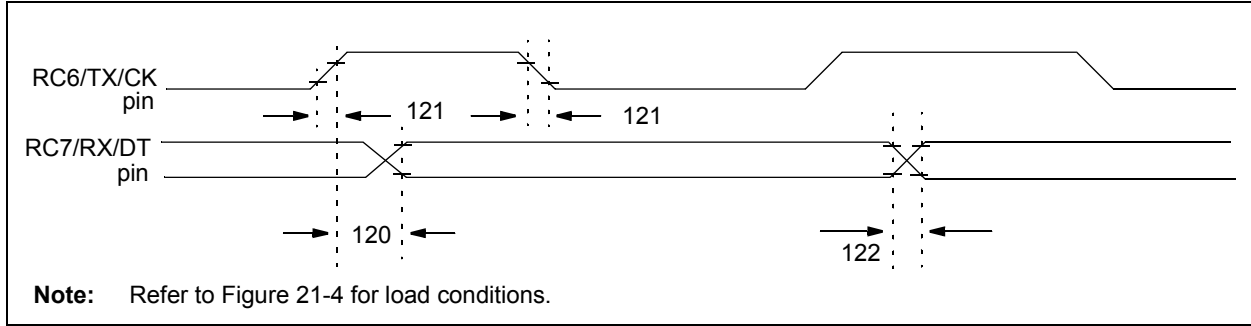 RC6/TX/CK
pin
121
121
RC7/RX/DT
pin
120
122
Note: Refer to Figure 21-4 for load conditions.